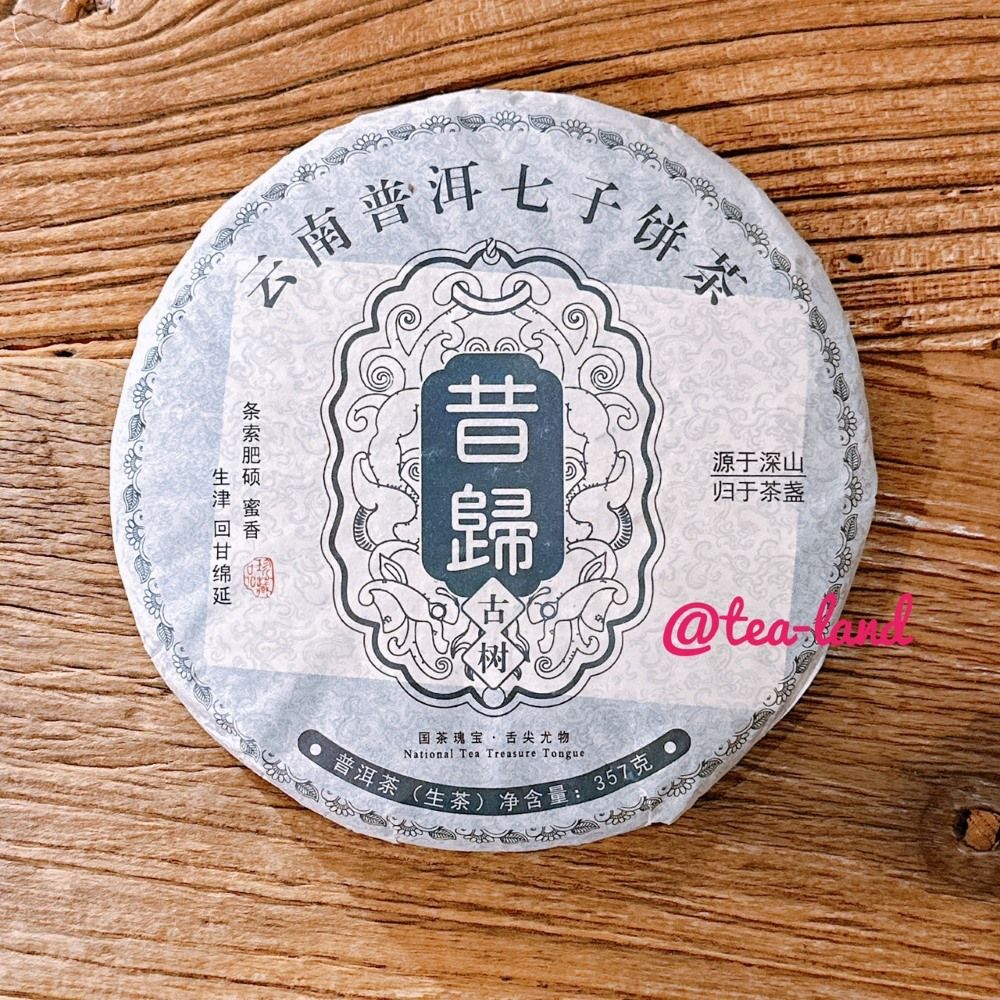 云南普洱七子饼茶
昔歸
古树
条索肥硕 蜜香
生津 回甘绵延
珍藏
源于深山
归于茶盏
@tea-land
国茶瑰宝·舌尖尤物
National Tea Treasure Tongue
普洱茶（生茶）净含量：357克